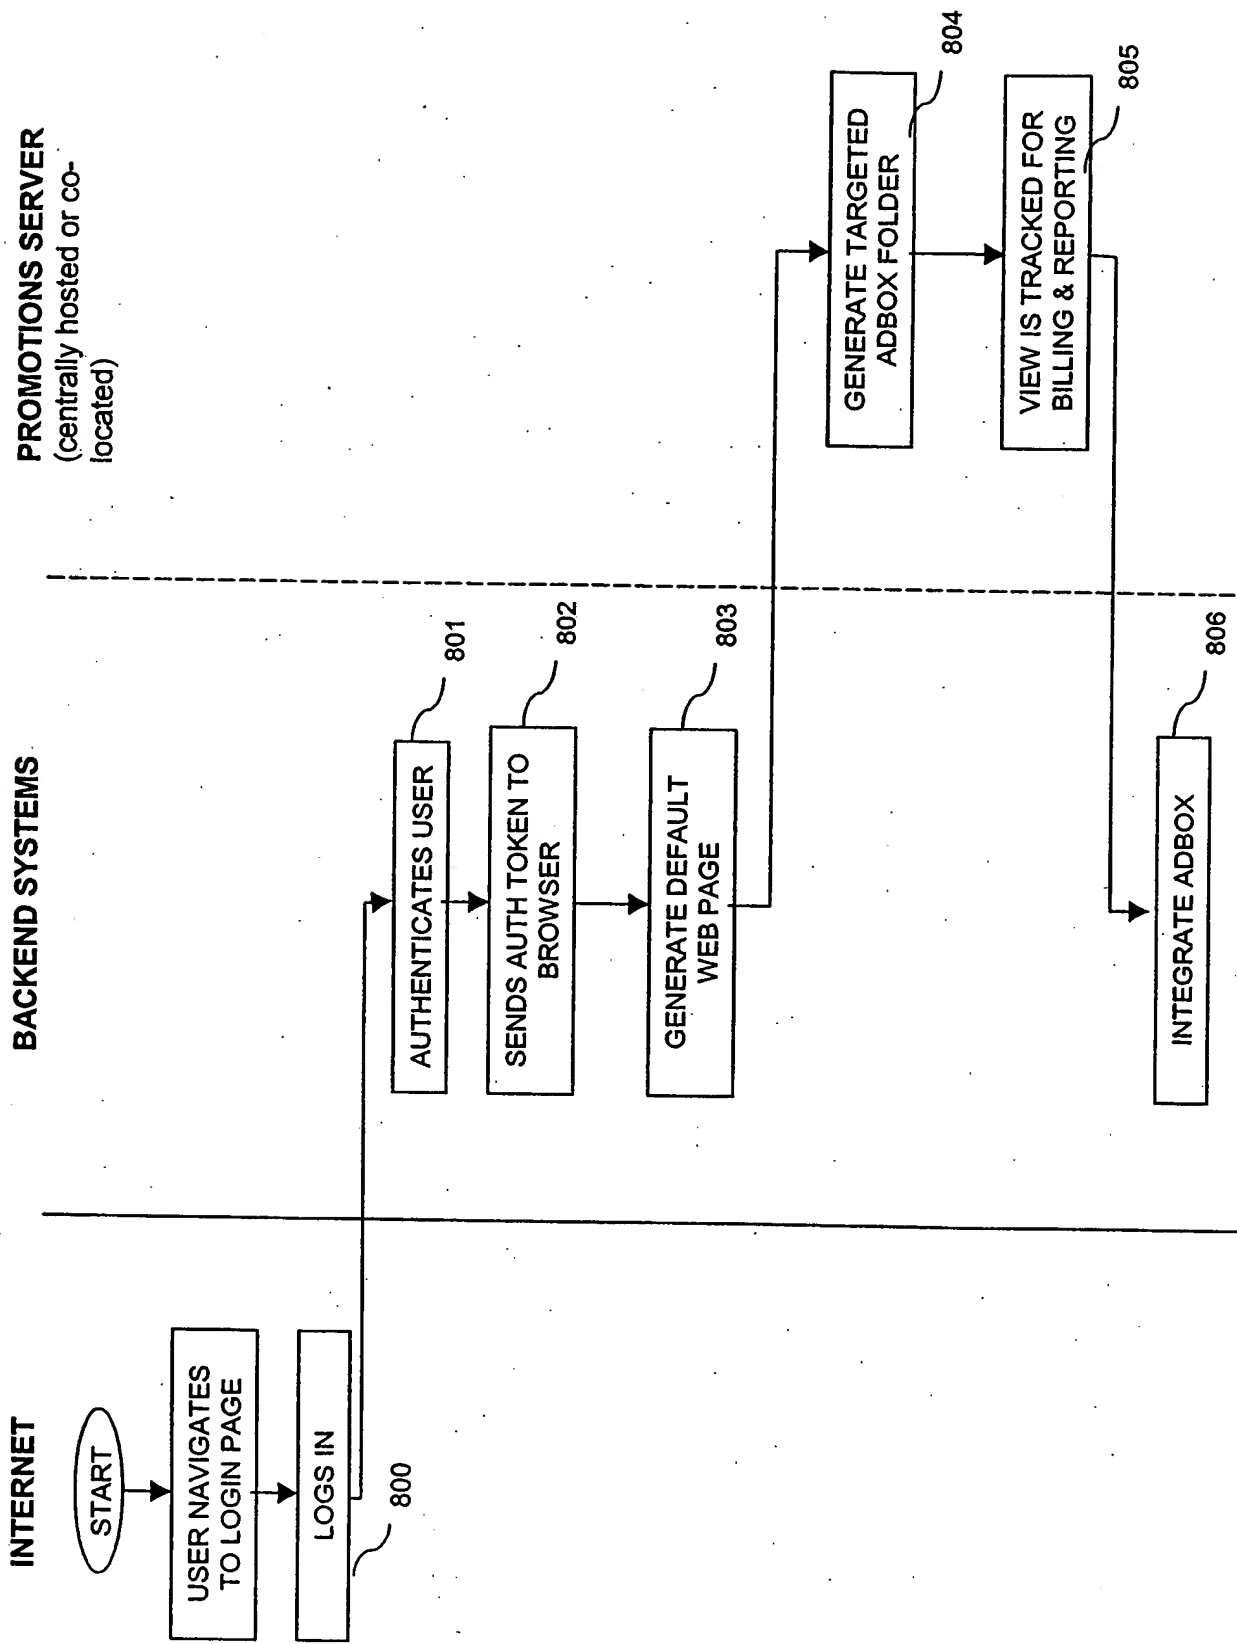 INTERNET
BACKEND SYSTEMS
PROMOTIONS SERVER
(centrally hosted or co-
located)
START
USER NAVIGATES
TO LOGIN PAGE
LOGS IN
800
AUTHENTICATES USER
801
SENDS AUTH TOKEN TO
BROWSER
802
GENERATE DEFAULT
WEB PAGE
803
GENERATE TARGETED
ADBOX FOLDER
804
VIEW IS TRACKED FOR
BILLING & REPORTING
805
INTEGRATE ADBOX
806